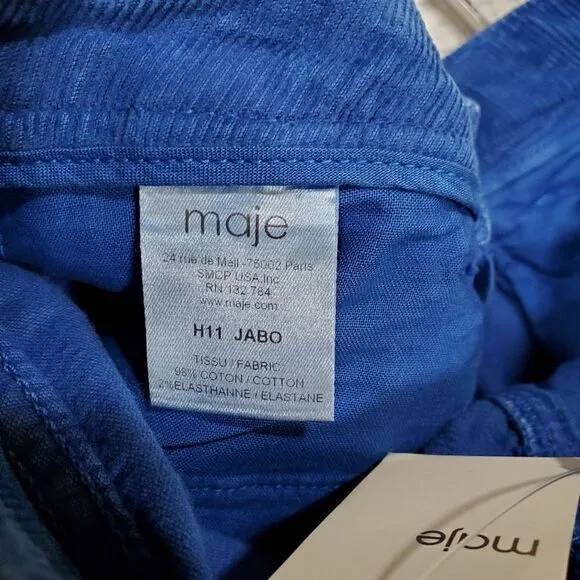 maje
24 rue de Mail -75002 Paris
SMCP USA.Inc
RN 132 784
www.maje.com
H11 JABO
TISSU / FABRIC
98% COTON / COTTON
2% ELASTHANNE / ELASTANE
maje